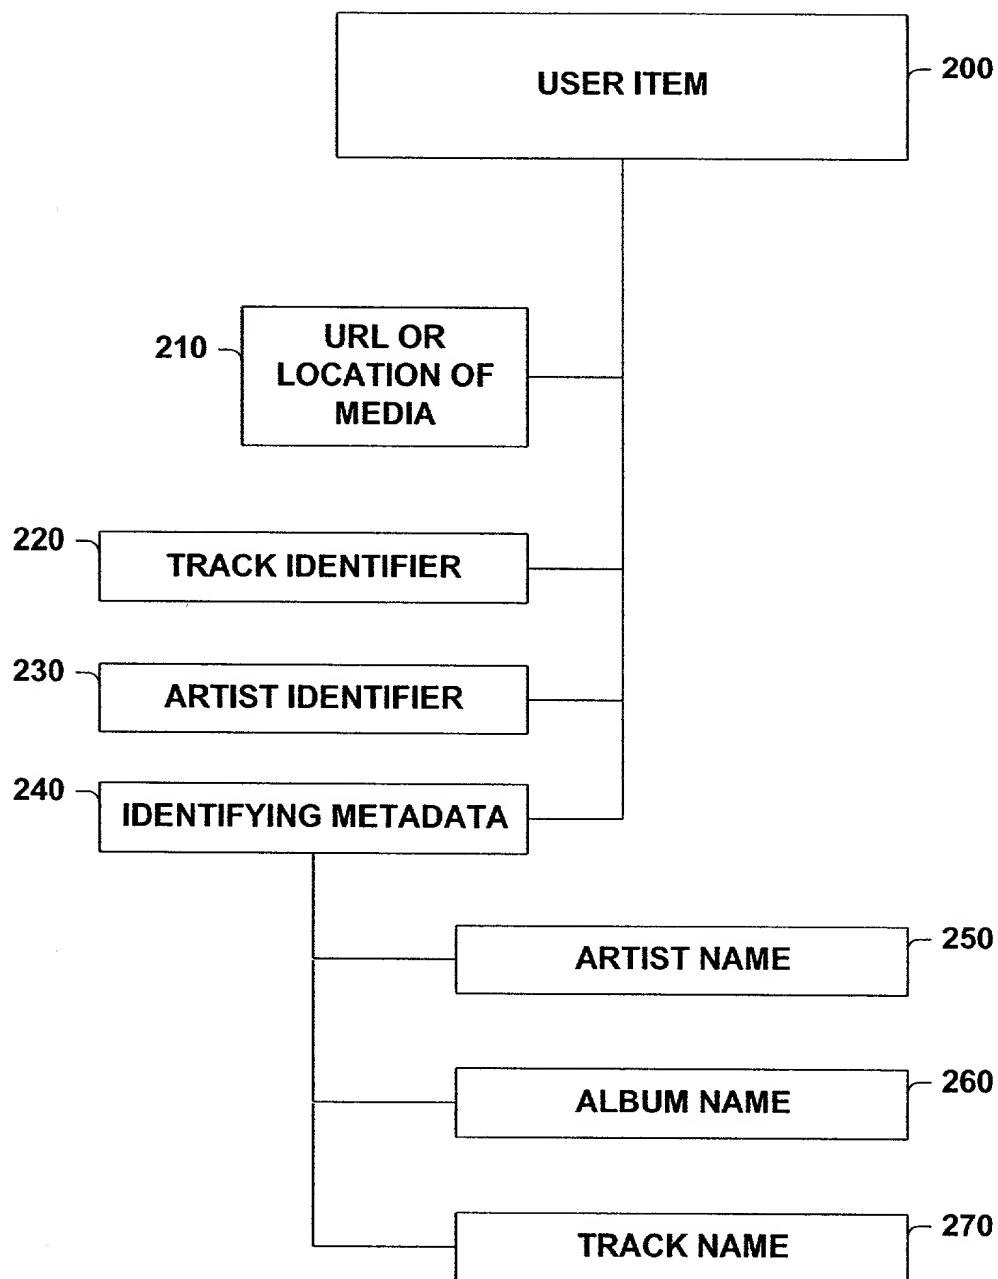 USER ITEM
200
210
URL OR
LOCATION OF
MEDIA
220
TRACK IDENTIFIER
230
ARTIST IDENTIFIER
240
IDENTIFYING METADATA
250
ARTIST NAME
260
ALBUM NAME
270
TRACK NAME